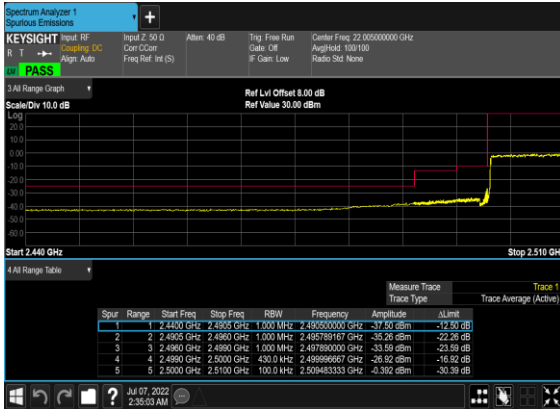 Spectrum Analyzer 1
Spurious Emissions
+
KEYSIGHT Input: RF Input Z: 50 Ω Atten: 40 dB Trig: Free Run Center Freq: 22.005000000 GHz
R T Coupling: DC Corr CCorr Gate: Off Avg|Hold: 100/100
Align: Auto Freq Ref: Int (S) IF Gain: Low Radio Std: None
PASS
3 All Range Graph
Ref Lvl Offset 8.00 dB
Scale/Div 10.0 dB Ref Value 30.00 dBm
Log
20.0
10.0
0.00
-10.0
-20.0
-30.0
-40.0
-50.0
-60.0
Start 2.440 GHz Stop 2.510 GH
4 All Range Table
Measure Trace Trace 1
Trace Type Trace Average (Active)
Spur Range Start Freq Stop Freq RBW Frequency Amplitude ΔLimit
1 1 2.4400 GHz 2.4905 GHz 1.000 MHz 2.490500000 GHz -37.50 dBm -12.50 dB
2 2 2.4905 GHz 2.4960 GHz 1.000 MHz 2.495789167 GHz -35.26 dBm -22.26 dB
3 3 2.4960 GHz 2.4990 GHz 1.000 MHz 2.497890000 GHz -33.59 dBm -23.59 dB
4 4 2.4990 GHz 2.5000 GHz 430.0 kHz 2.499996667 GHz -26.92 dBm -16.92 dB
5 5 2.5000 GHz 2.5100 GHz 100.0 kHz 2.509483333 GHz -0.392 dBm -30.39 dB
? Jul 07, 2022
2:35:03 AM